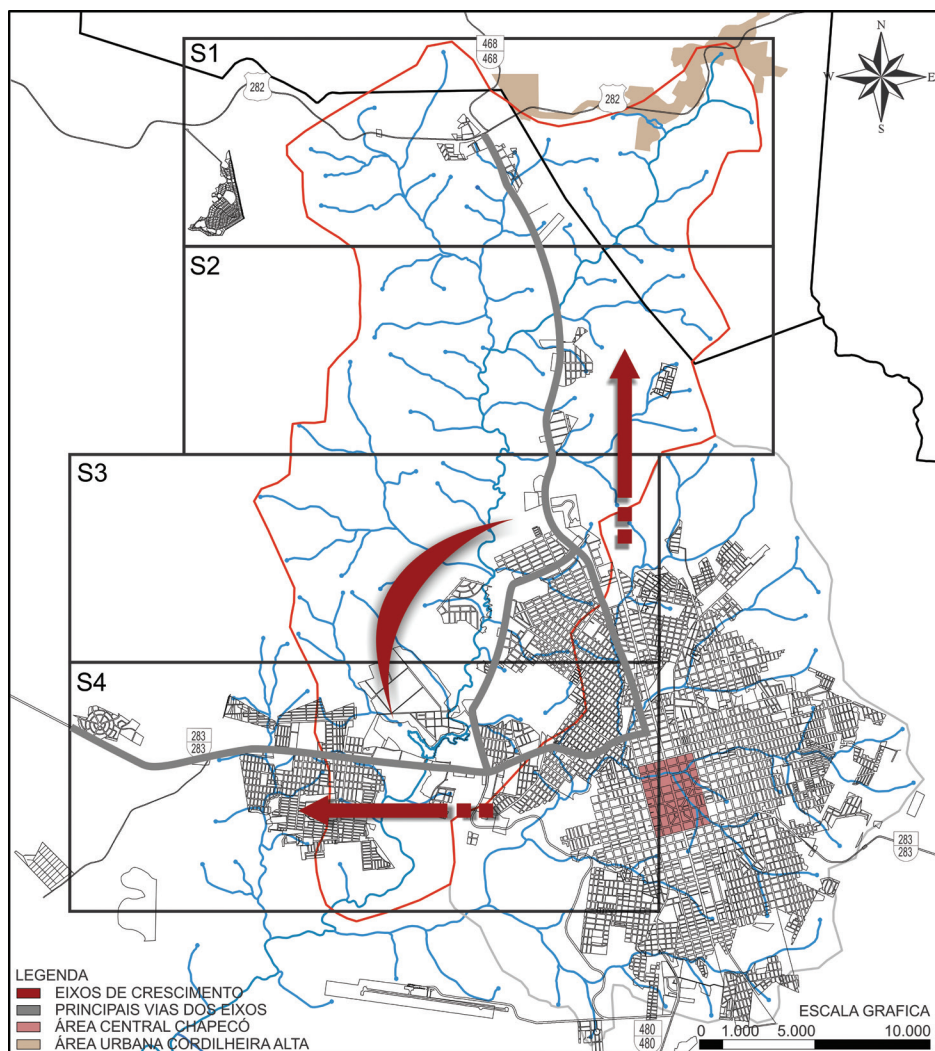 S1
468
468
282
282
N
W
E
S
S2
S3
S4
283
283
283
283
LEGENDA
EIXOS DE CRESCIMENTO
PRINCIPAIS VIAS DOS EIXOS
ÁREA CENTRAL CHAPECÓ
ÁREA URBANA CORDILHEIRA ALTA
480
480
ESCALA GRAFICA
0 1.000 5.000 10.000